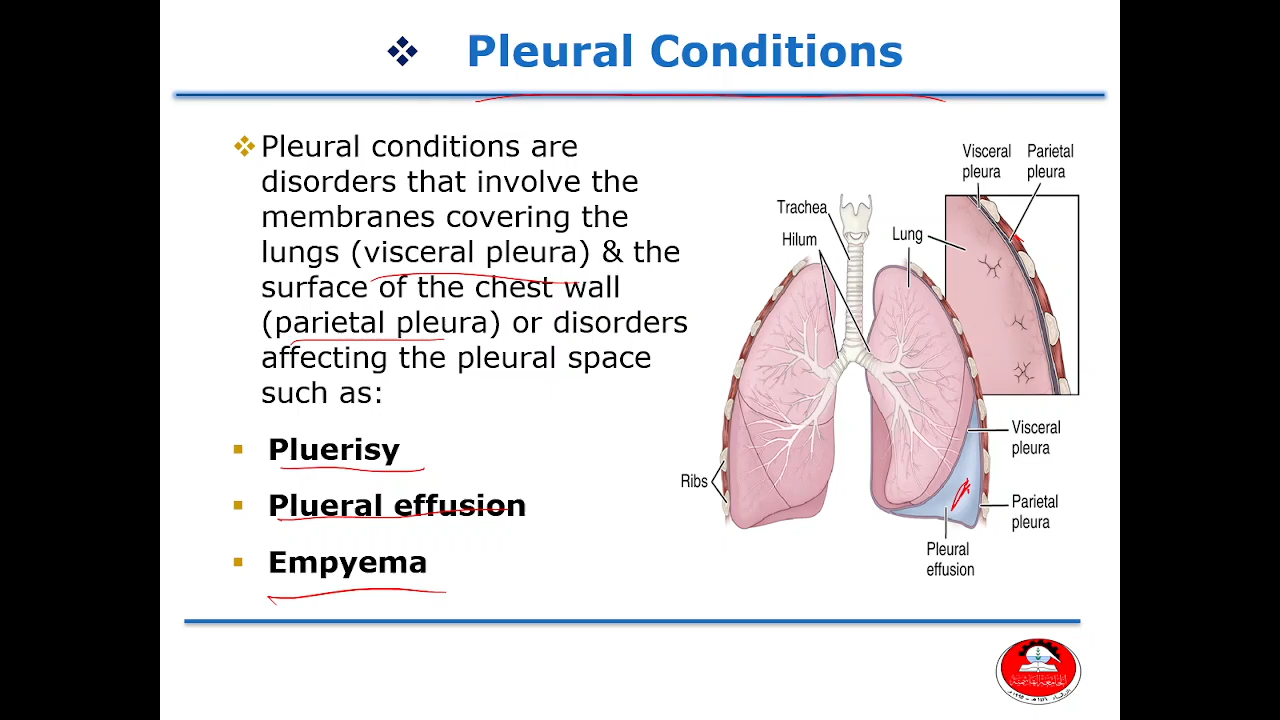 ❖ Pleural Conditions
❖ Pleural conditions are
disorders that involve the
membranes covering the
lungs (visceral pleura) & the
surface of the chest wall
(parietal pleura) or disorders
affecting the pleural space
such as:
▪ Pluerisy
▪ Plueral effusion
▪ Empyema
Visceral
pleura
Parietal
pleura
Trachea
Hilum
Lung
Visceral
pleura
Ribs
Parietal
pleura
Pleural
effusion
الجامعة الهاشمية